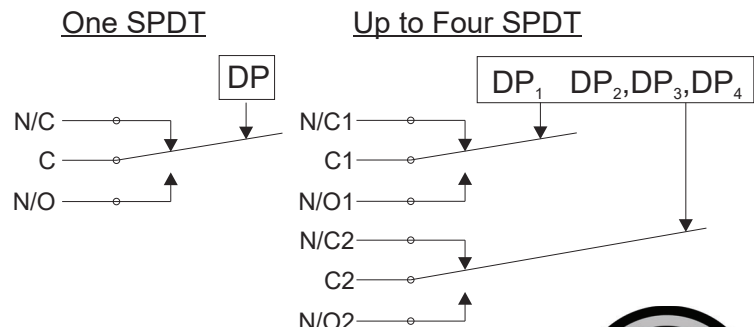 One SPDT
Up to Four SPDT
DP
DP₁ DP₂,DP₃,DP₄
N/C
C
N/O
N/C1
C1
N/O1
N/C2
C2
N/O2